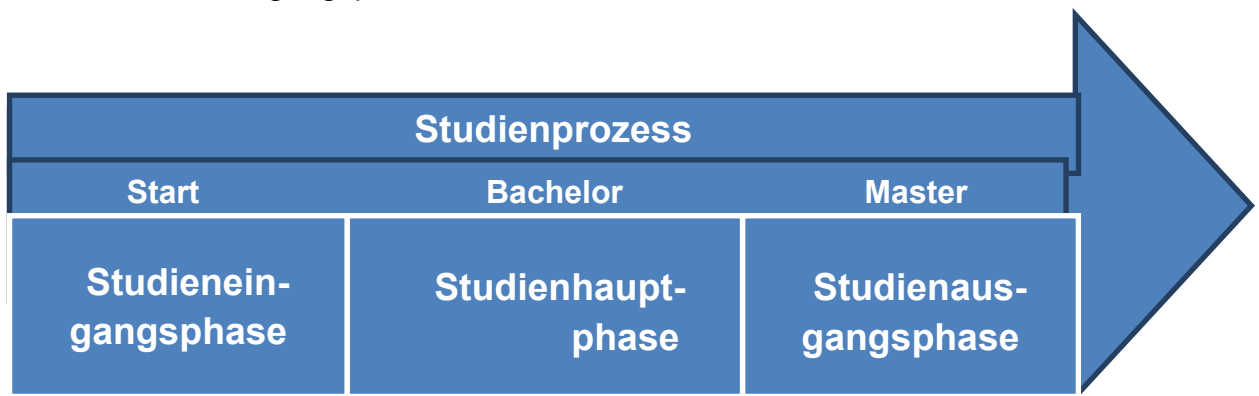 Studienprozess
Start Bachelor Master
Studienein-
gangsphase
Studienhaupt-
phase
Studienaus-
gangsphase